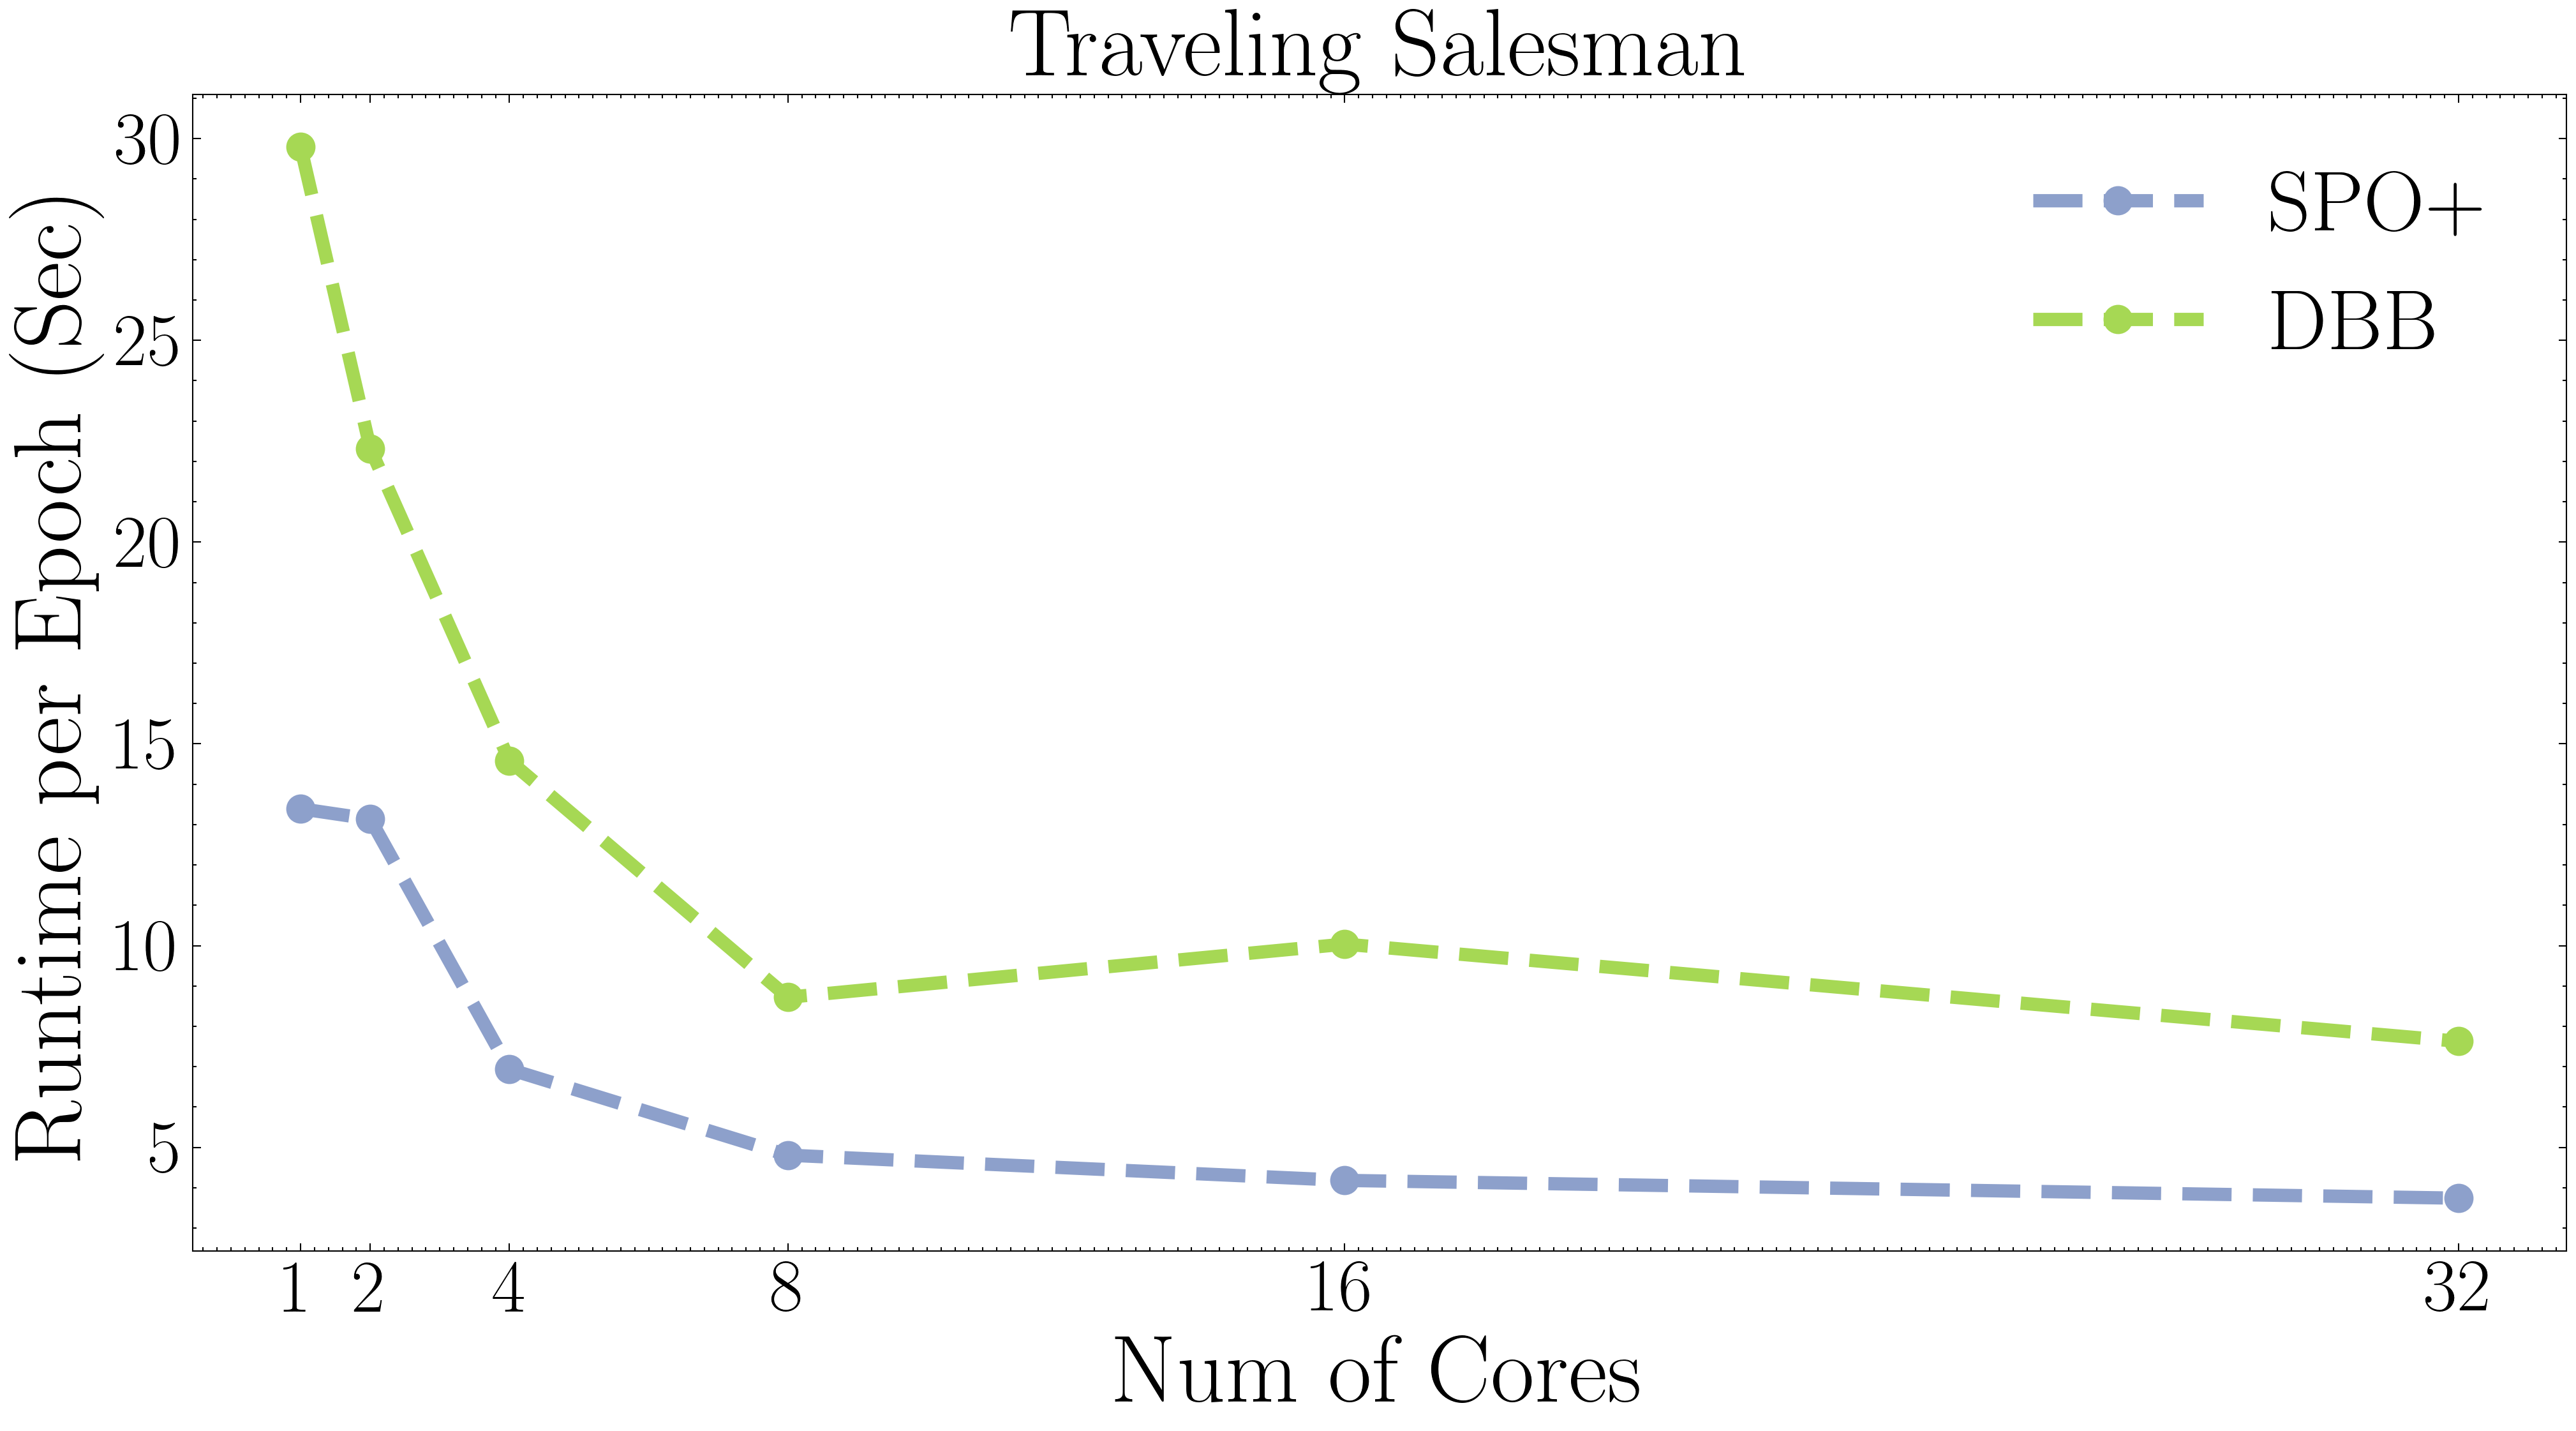 Traveling Salesman
Runtime per Epoch (Sec)
30
25
20
15
10
5
SPO+
DBB
1 2 4 8 16 32
Num of Cores